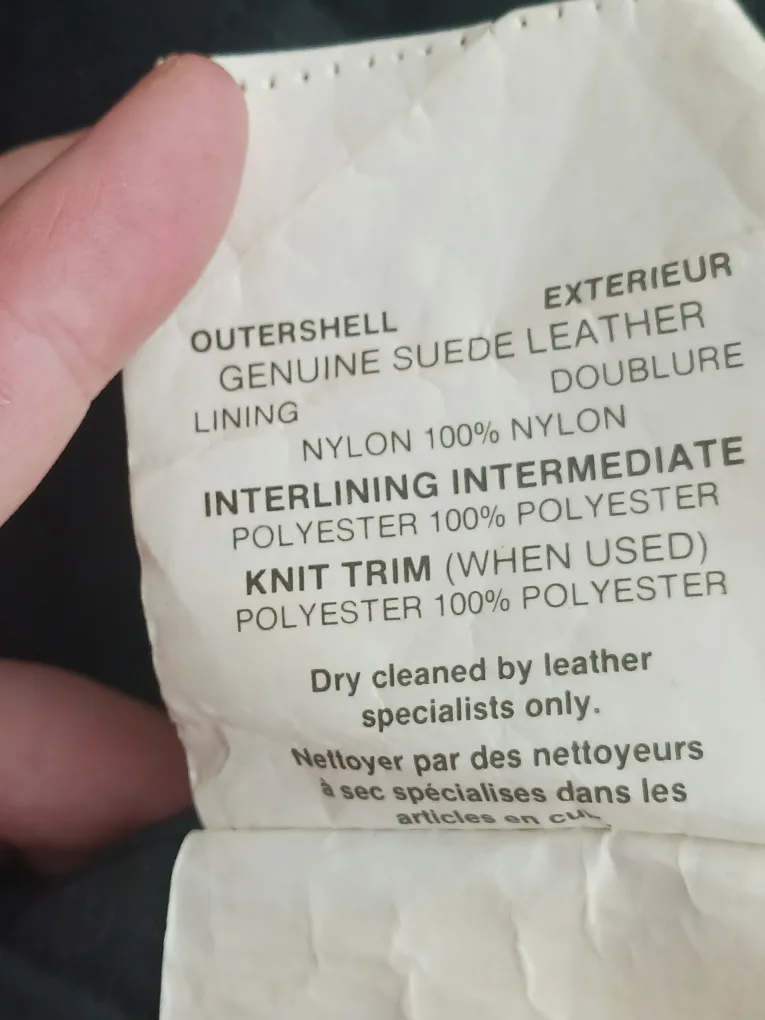 OUTERSHELL EXTERIEUR
GENUINE SUEDE LEATHER
LINING DOUBLURE
NYLON 100% NYLON
INTERLINING INTERMEDIATE
POLYESTER 100% POLYESTER
KNIT TRIM (WHEN USED)
POLYESTER 100% POLYESTER
Dry cleaned by leather
specialists only.
Nettoyer par des nettoyeurs
à sec spécialises dans les
articles en